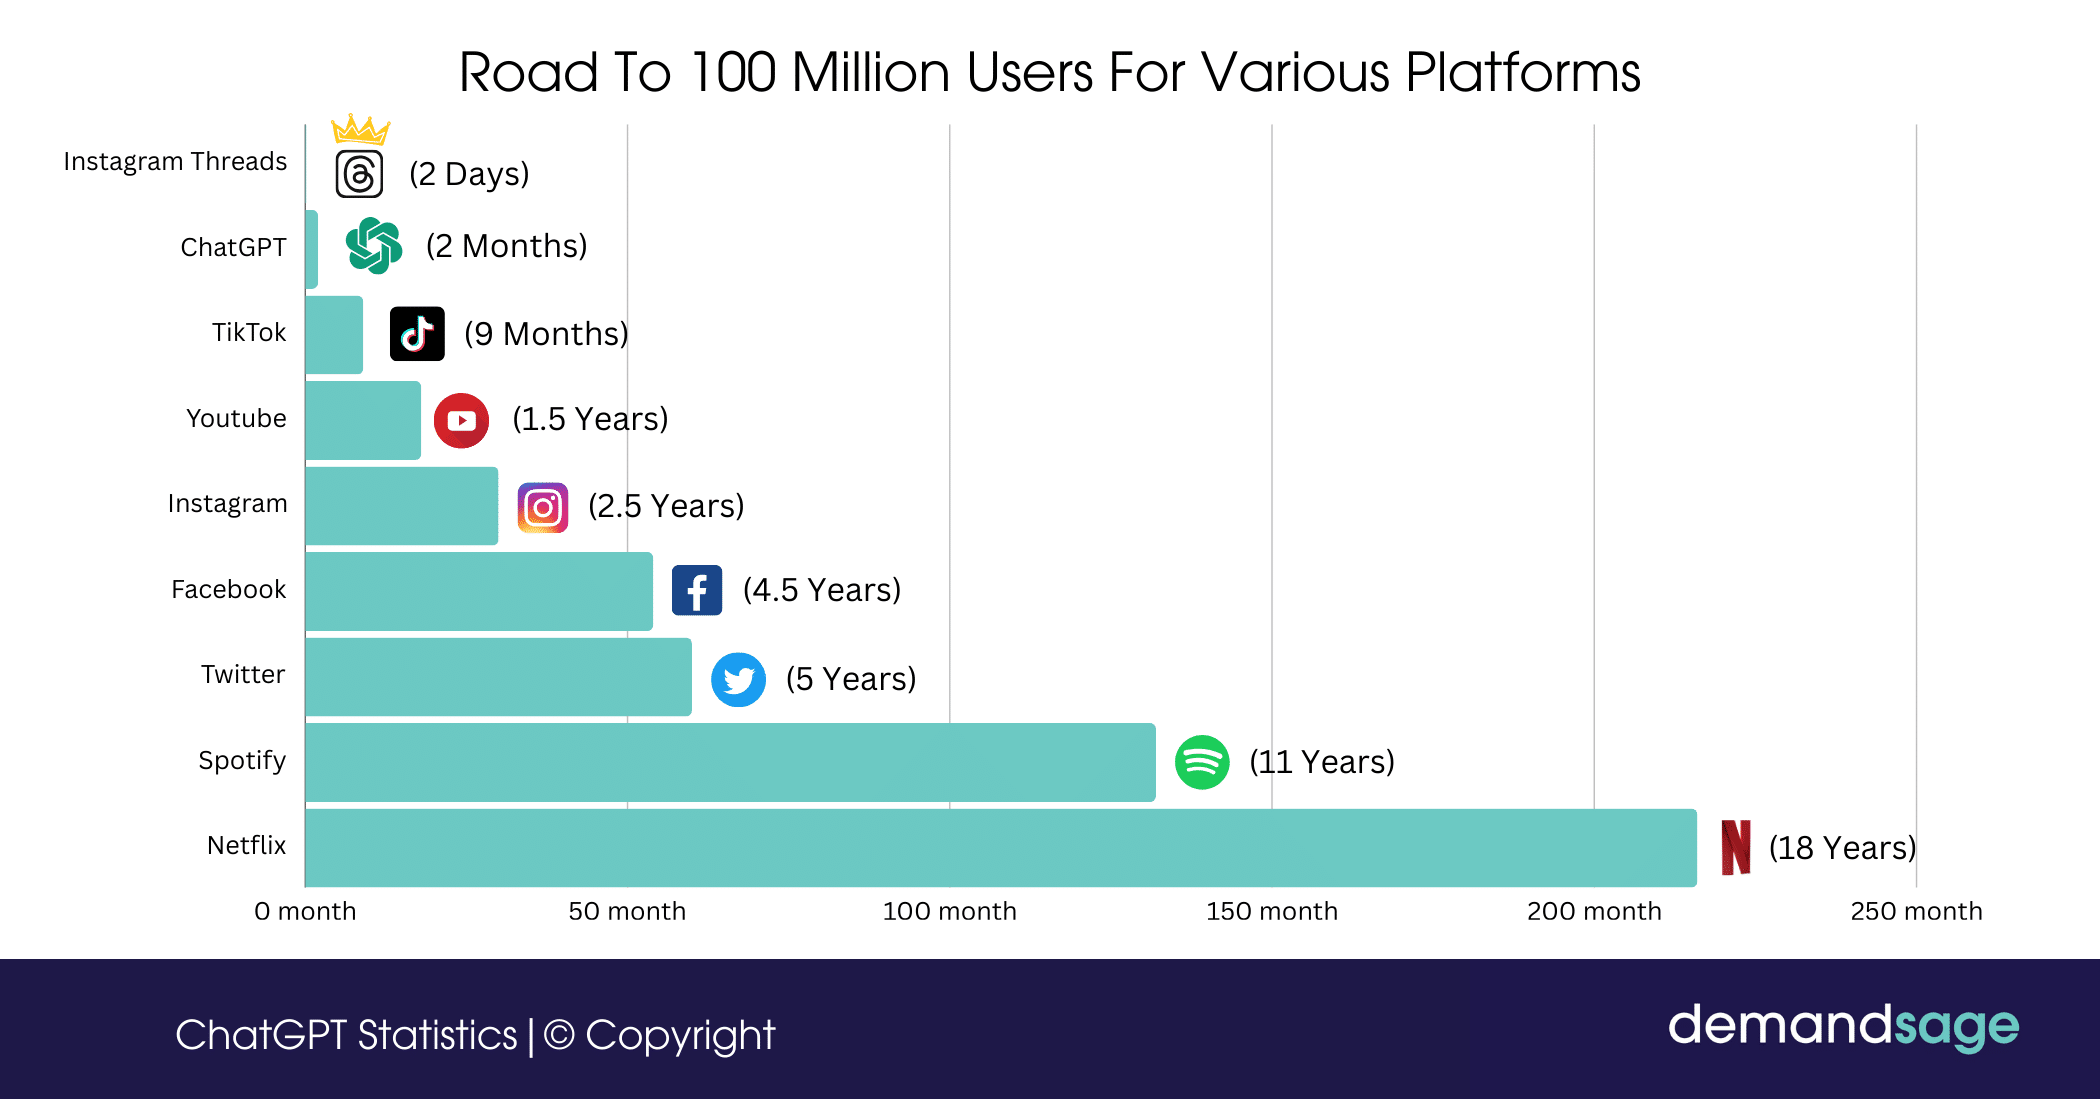 Road To 100 Million Users For Various Platforms
Instagram Threads (2 Days)
ChatGPT (2 Months)
TikTok (9 Months)
Youtube (1.5 Years)
Instagram (2.5 Years)
Facebook (4.5 Years)
Twitter (5 Years)
Spotify (11 Years)
Netflix N (18 Years)
0 month 50 month 100 month 150 month 200 month 250 month
ChatGPT Statistics | © Copyright
demandsage